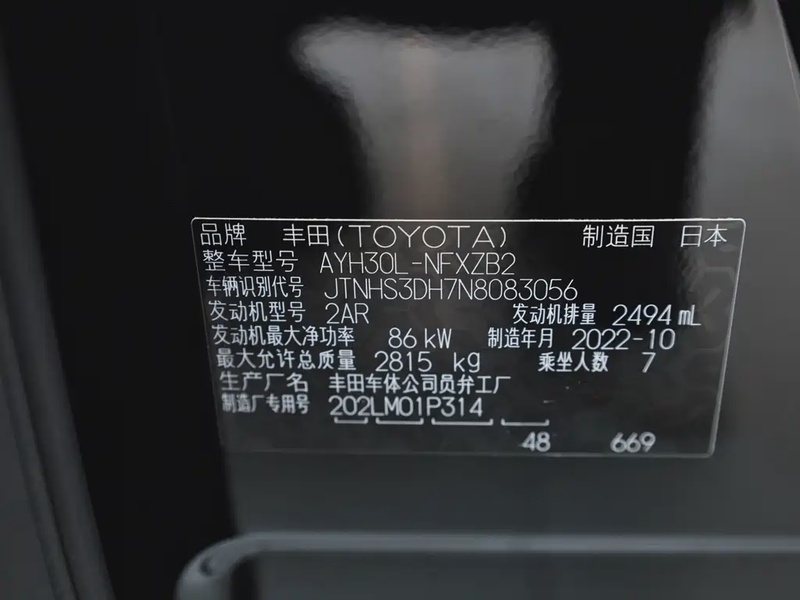 品牌 丰田(TOYOTA) 制造国 日本
整车型号 AYH30L-NFXZB2
车辆识别代号 JTNHS3DH7N8083056
发动机型号 2AR 发动机排量 2494 mL
发动机最大净功率 86 kW 制造年月 2022-10
最大允许总质量 2815 kg 乘坐人数 7
生产厂名 丰田车体公司员弁工厂
制造厂专用号 202LM01P314
48 669